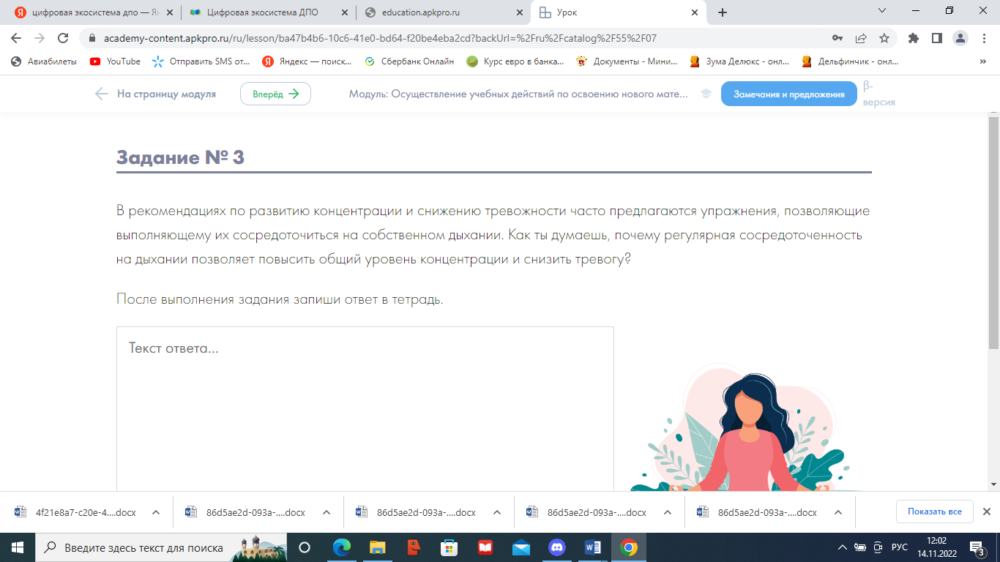 цифровая экосистема дпо — Ян
Цифровая экосистема ДПО
education.apkpro.ru
Урок
academy-content.apkpro.ru/ru/lesson/ba47b4b6-10c6-41e0-bd64-f20be4eba2cd?backUrl=%2Fru%2Fcatalog%2F55%2F07
Авиабилеты
YouTube
Отправить SMS от...
Яндекс — поиск...
Сбербанк Онлайн
Курс евро в банка...
Документы - Мини...
Зума Делюкс - онл...
Дельфинчик - онл...
»
На страницу модуля
Вперёд
Модуль: Осуществление учебных действий по освоению нового мате...
Замечания и предложения
β-
версия
Задание № 3
В рекомендациях по развитию концентрации и снижению тревожности часто предлагаются упражнения, позволяющие
выполняющему их сосредоточиться на собственном дыхании. Как ты думаешь, почему регулярная сосредоточенность
на дыхании позволяет повысить общий уровень концентрации и снизить тревогу?
После выполнения задания запиши ответ в тетрадь.
Текст ответа...
4f21e8a7-c20e-4....docx
86d5ae2d-093a-....docx
86d5ae2d-093a-....docx
86d5ae2d-093a-....docx
86d5ae2d-093a-....docx
Показать все
Введите здесь текст для поиска
РУС
12:02
14.11.2022
3